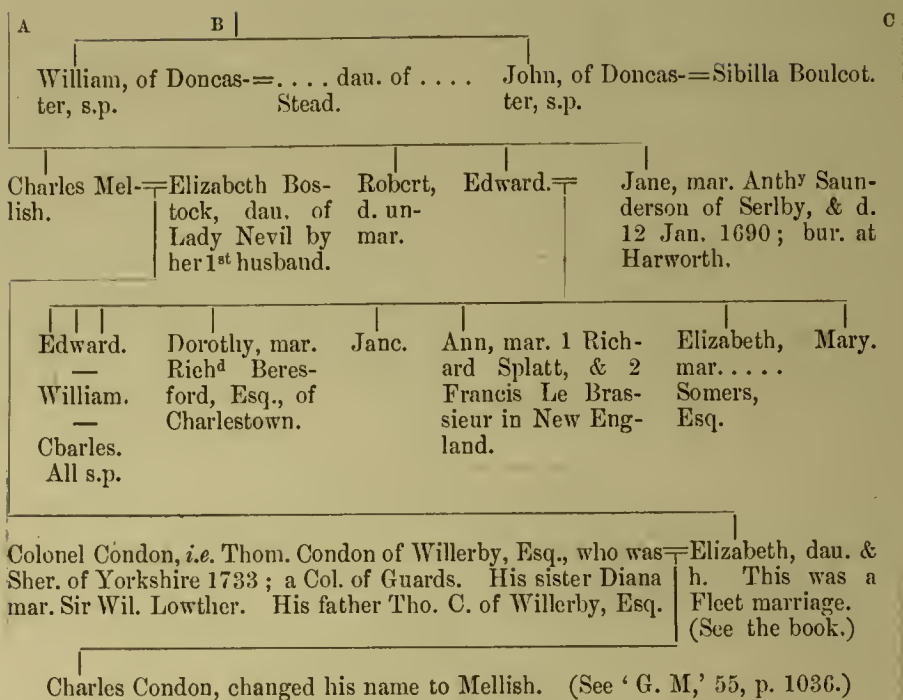 A B C
William, of Doncas-=. . . . dau. of . . . .
ter, s.p. Stead.
John, of Doncas-=Sibilla Boulcot.
ter, s.p.
Charles Mel-=Elizabeth Bos-
lish. tock, dau. of
Lady Nevil by
her 1st husband.
Robert,
d. un-
mar.
Edward.=
Jane, mar. Anthy Saun-
derson of Serlby, & d.
12 Jan. 1690; bur. at
Harworth.
Edward.
—
William.
—
Charles.
All s.p.
Dorothy, mar.
Richd Beres-
ford, Esq., of
Charlestown.
Jane.
Ann, mar. 1 Rich-
ard Splatt, & 2
Francis Le Bras-
sieur in New Eng-
land.
Elizabeth,
mar. . . . .
Somers,
Esq.
Mary.
Colonel Condon, i.e. Thom. Condon of Willerby, Esq., who was=
Sher. of Yorkshire 1733; a Col. of Guards. His sister Diana
mar. Sir Wil. Lowther. His father Tho. C. of Willerby, Esq.
Elizabeth, dau. &
h. This was a
Fleet marriage.
(See the book.)
Charles Condon, changed his name to Mellish. (See ‘G. M,’ 55, p. 1036.)